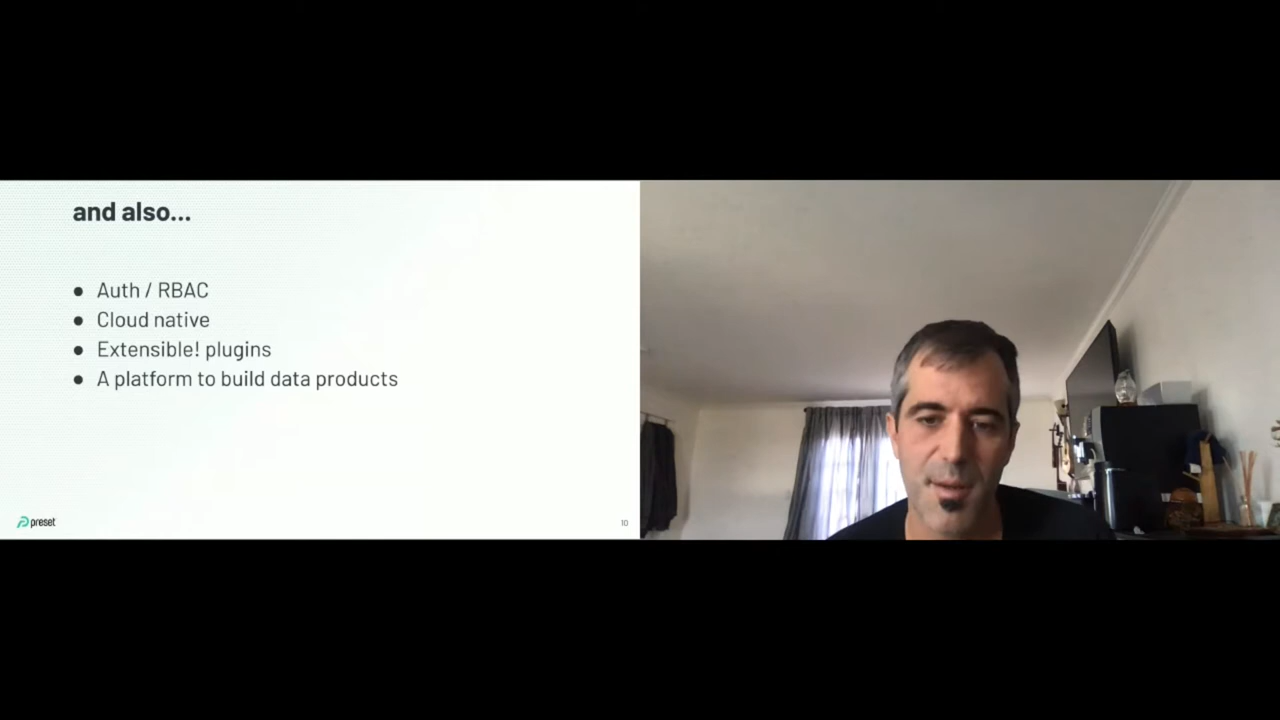 and also...
● Auth / RBAC
● Cloud native
● Extensible! plugins
● A platform to build data products
preset
10